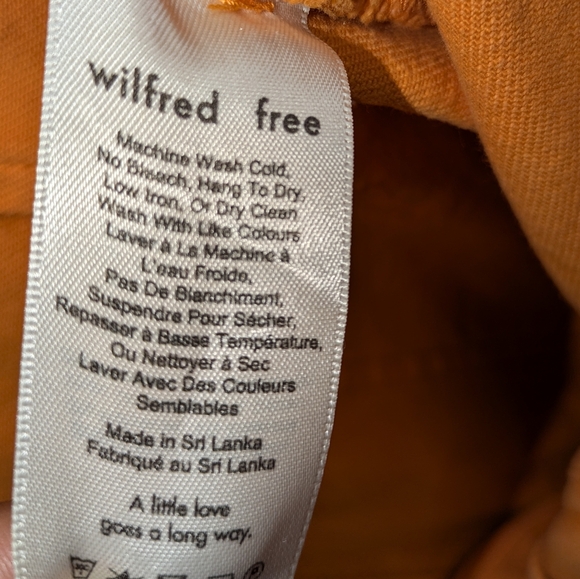 wilfred free
Machine Wash Cold,
No Bleach, Hang To Dry,
Low Iron, Or Dry Clean
Wash With Like Colours
Laver à La Machine à
L'eau Froide,
Pas De Blanchiment,
Suspendre Pour Sécher,
Repasser à Basse Température,
Ou Nettoyer à Sec
Laver Avec Des Couleurs
Semblables
Made in Sri Lanka
Fabriqué au Sri Lanka
A little love
goes a long way.